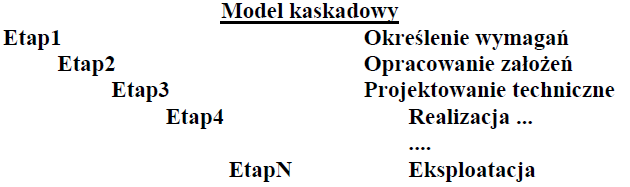 Model kaskadowy
Etap1 Określenie wymagań
Etap2 Opracowanie założeń
Etap3 Projektowanie techniczne
Etap4 Realizacja ...
....
EtapN Eksploatacja